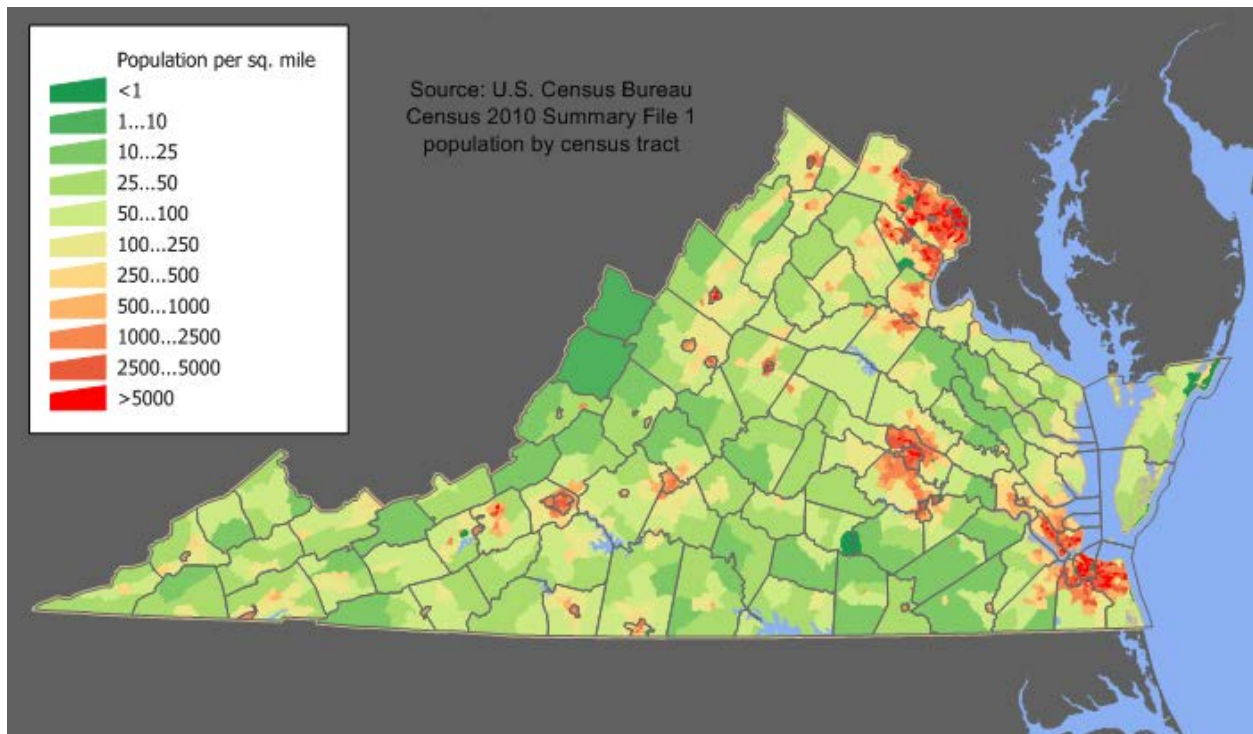 Population per sq. mile
<1
1...10
10...25
25...50
50...100
100...250
250...500
500...1000
1000...2500
2500...5000
>5000
Source: U.S. Census Bureau
Census 2010 Summary File 1
population by census tract